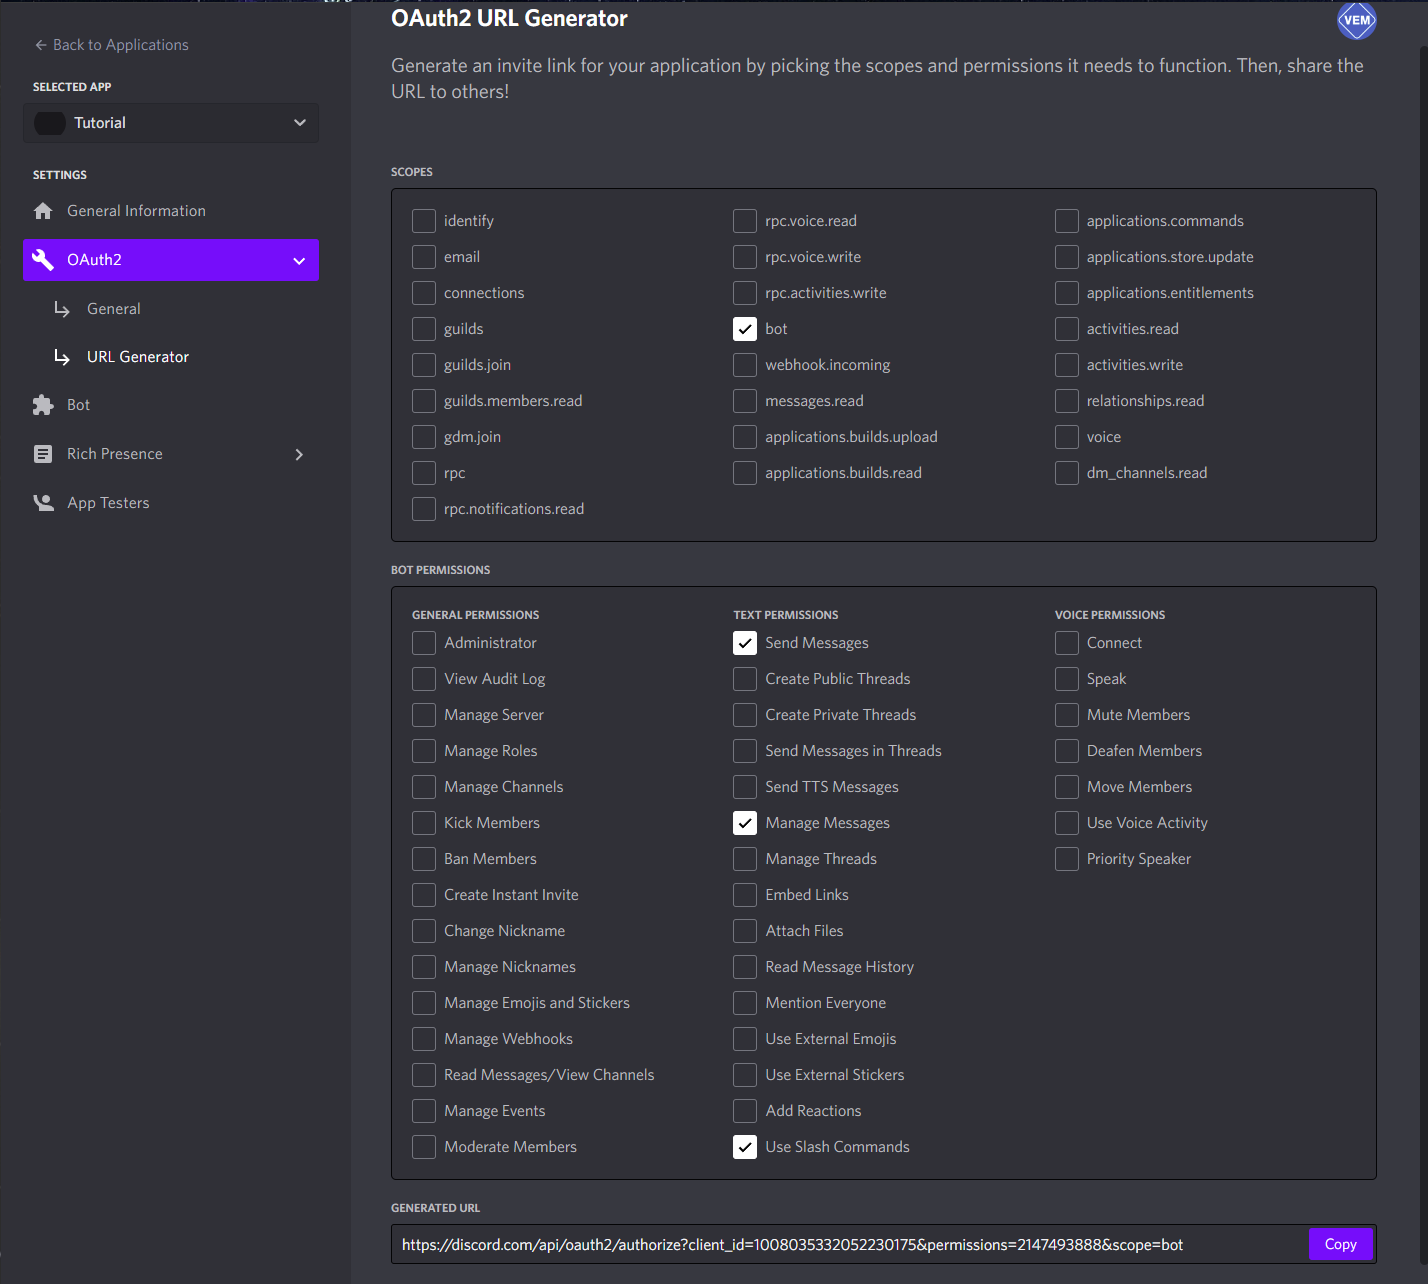 OAuth2 URL Generator
VEM
Generate an invite link for your application by picking the scopes and permissions it needs to function. Then, share the
URL to others!
Back to Applications
SELECTED APP
Tutorial
SETTINGS
General Information
OAuth2
General
URL Generator
Bot
Rich Presence
App Testers
SCOPES
identify
email
connections
guilds
guilds.join
guilds.members.read
gdm.join
rpc
rpc.notifications.read
rpc.voice.read
rpc.voice.write
rpc.activities.write
bot
webhook.incoming
messages.read
applications.builds.upload
applications.builds.read
applications.commands
applications.store.update
applications.entitlements
activities.read
activities.write
relationships.read
voice
dm_channels.read
BOT PERMISSIONS
GENERAL PERMISSIONS
Administrator
View Audit Log
Manage Server
Manage Roles
Manage Channels
Kick Members
Ban Members
Create Instant Invite
Change Nickname
Manage Nicknames
Manage Emojis and Stickers
Manage Webhooks
Read Messages/View Channels
Manage Events
Moderate Members
TEXT PERMISSIONS
Send Messages
Create Public Threads
Create Private Threads
Send Messages in Threads
Send TTS Messages
Manage Messages
Manage Threads
Embed Links
Attach Files
Read Message History
Mention Everyone
Use External Emojis
Use External Stickers
Add Reactions
Use Slash Commands
VOICE PERMISSIONS
Connect
Speak
Mute Members
Deafen Members
Move Members
Use Voice Activity
Priority Speaker
GENERATED URL
https://discord.com/api/oauth2/authorize?client_id=1008035332052230175&permissions=2147493888&scope=bot
Copy